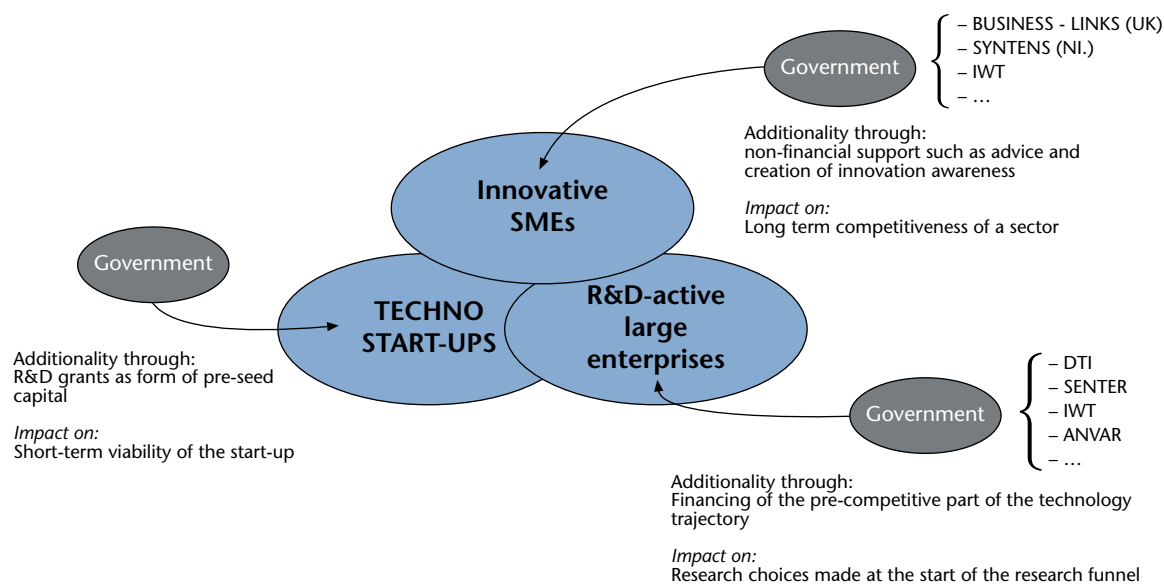 Government
– BUSINESS - LINKS (UK)
– SYNTENS (NI.)
– IWT
– ...
Additionality through:
non-financial support such as advice and
creation of innovation awareness
Impact on:
Long term competitiveness of a sector
Innovative
SMEs
Government
TECHNO
START-UPS
R&D-active
large
enterprises
Additionality through:
R&D grants as form of pre-seed
capital
Impact on:
Short-term viability of the start-up
Government
– DTI
– SENTER
– IWT
– ANVAR
– ...
Additionality through:
Financing of the pre-competitive part of the technology
trajectory
Impact on:
Research choices made at the start of the research funnel